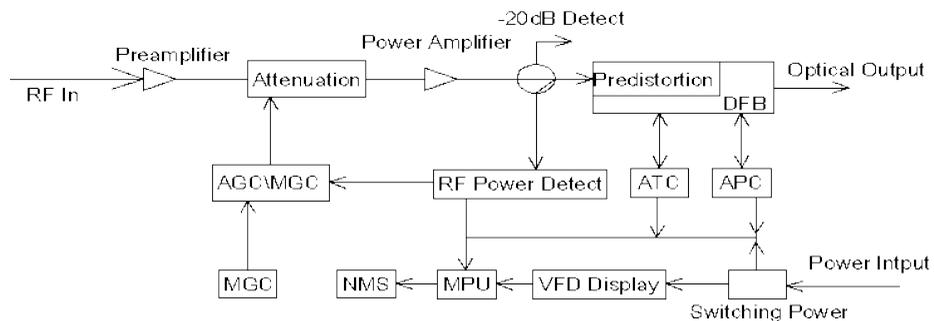 -20dB Detect
Preamplifier
Power Amplifier
RF In
Attenuation
Predistortion
DFB
Optical Output
AGC\MGC
RF Power Detect
ATC
APC
MGC
NMS
MPU
VFD Display
Power Intput
Switching Power